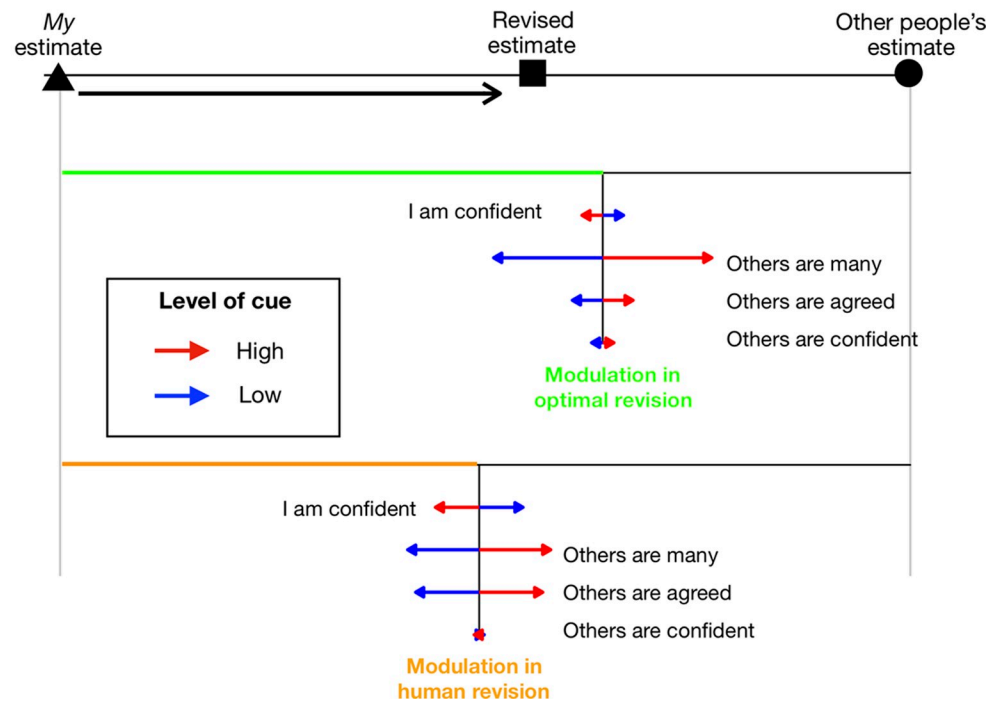 My
estimate
Revised
estimate
Other people's
estimate
I am confident
Others are many
Others are agreed
Others are confident
Modulation in
optimal revision
Level of cue
High
Low
I am confident
Others are many
Others are agreed
Others are confident
Modulation in
human revision